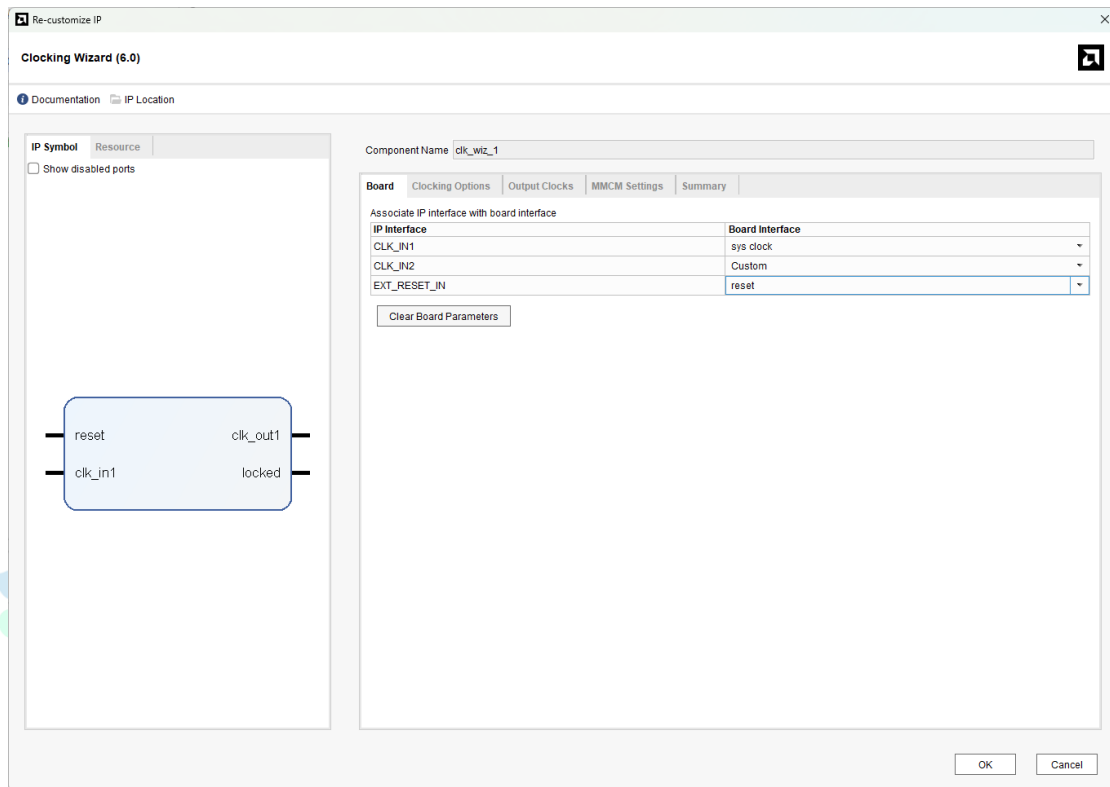 Re-customize IP
Clocking Wizard (6.0)
Documentation IP Location
IP Symbol Resource
Show disabled ports
reset clk_out1
clk_in1 locked
Component Name clk_wiz_1
Board Clocking Options Output Clocks MMCM Settings Summary
Associate IP interface with board interface
IP Interface Board Interface
CLK_IN1 sys clock
CLK_IN2 Custom
EXT_RESET_IN reset
Clear Board Parameters
OK Cancel